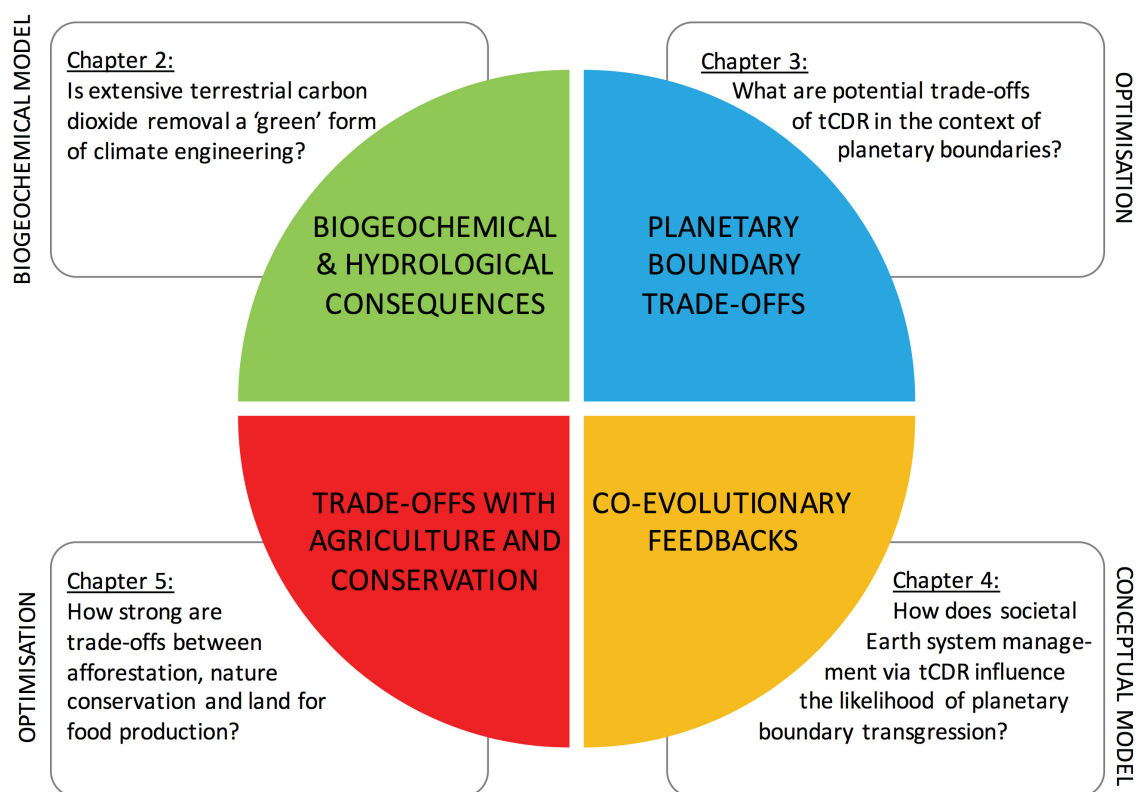 BIOGEOCHEMICAL MODEL
Chapter 2:
Is extensive terrestrial carbon
dioxide removal a ‘green’ form
of climate engineering?
BIOGEOCHEMICAL
& HYDROLOGICAL
CONSEQUENCES
Chapter 3:
What are potential trade-offs
of tCDR in the context of
planetary boundaries?
OPTIMISATION
PLANETARY
BOUNDARY
TRADE-OFFS
TRADE-OFFS WITH
AGRICULTURE AND
CONSERVATION
OPTIMISATION
Chapter 5:
How strong are
trade-offs between
afforestation, nature
conservation and land for
food production?
CO-EVOLUTIONARY
FEEDBACKS
Chapter 4:
How does societal
Earth system manage-
ment via tCDR influence
the likelihood of planetary
boundary transgression?
CONCEPTUAL MODEL